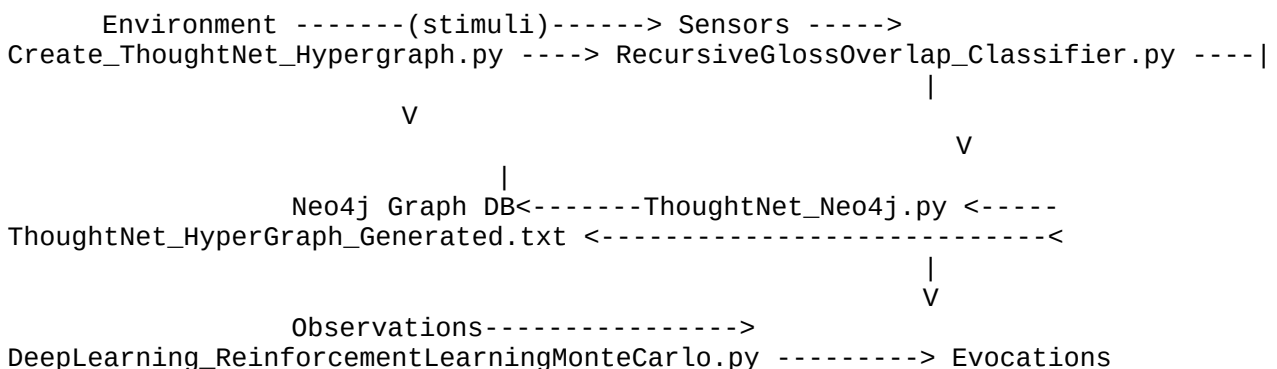 Environment -------(stimuli)------> Sensors ----->
Create_ThoughtNet_Hypergraph.py ----> RecursiveGlossOverlap_Classifier.py ----|
|
V
V
|
Neo4j Graph DB<-------ThoughtNet_Neo4j.py <-----
ThoughtNet_HyperGraph_Generated.txt <----------------------------<
|
V
Observations---------------->
DeepLearning_ReinforcementLearningMonteCarlo.py ---------> Evocations